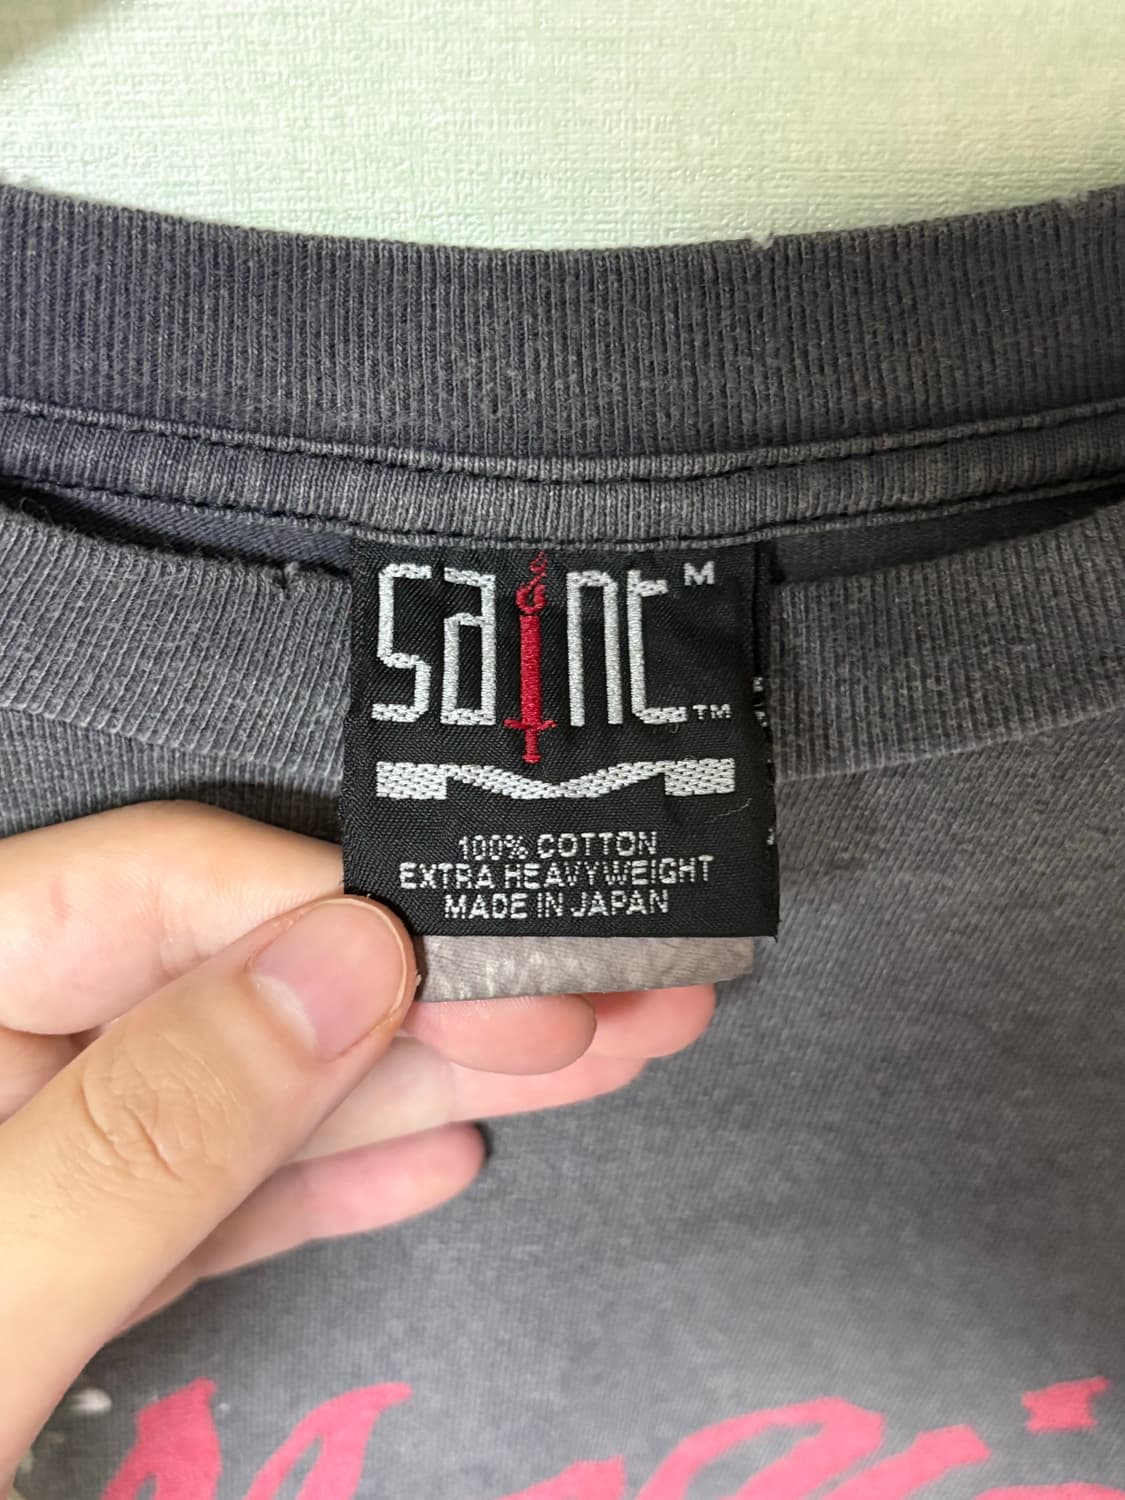 saint M
TM
100% COTTON
EXTRA HEAVYWEIGHT
MADE IN JAPAN